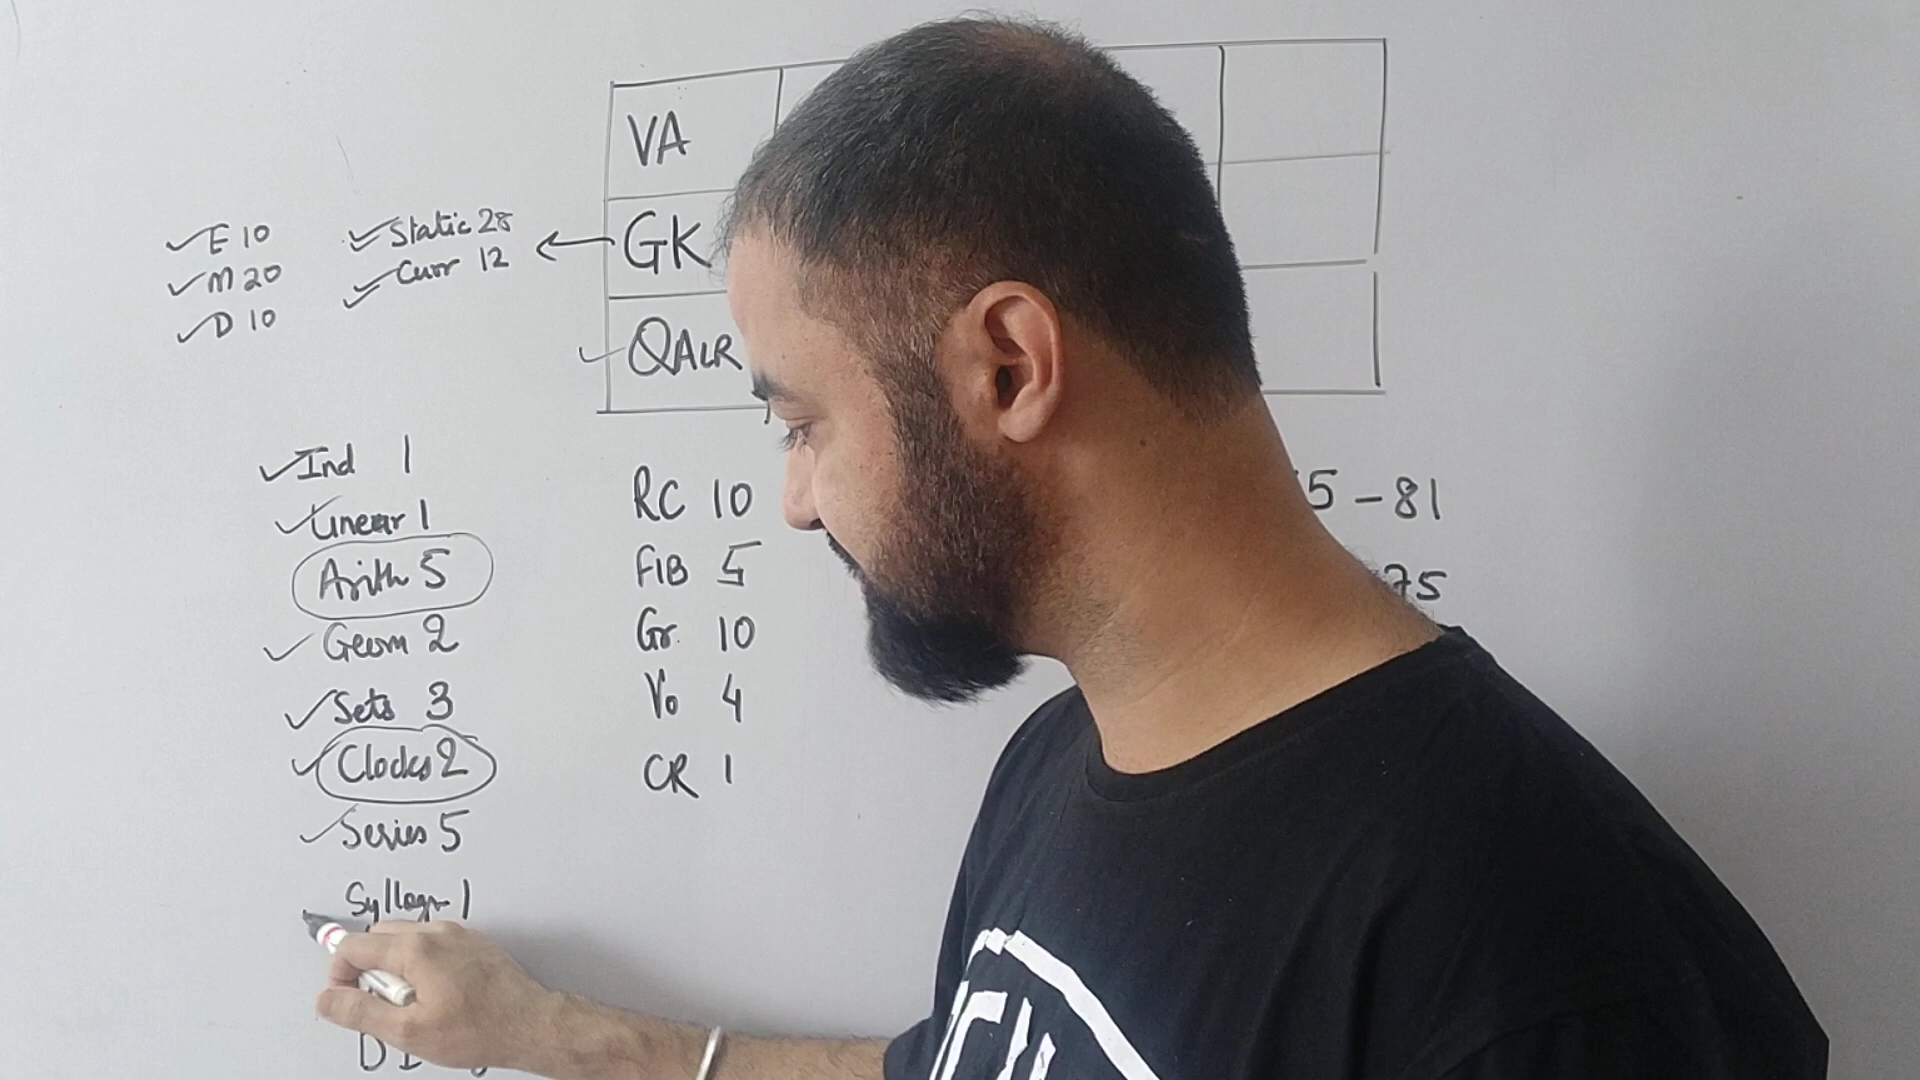 VA
GK
QALR
E 10
M 20
D 10
Static 28
Curr 12
Ind 1
Linear 1
Arith 5
Geom 2
Sets 3
Clocks 2
Series 5
Syllogm 1
RC 10
FIB 5
Gr. 10
Vo 4
CR 1
5 - 81
75